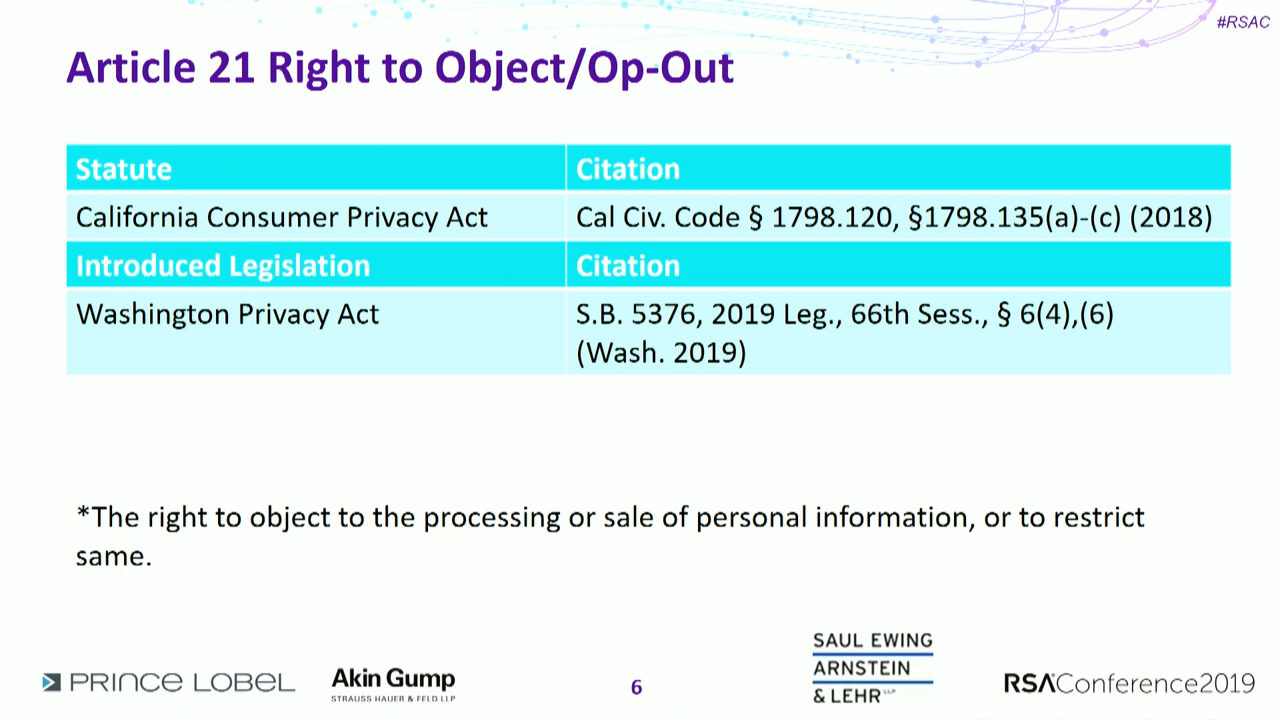 #RSAC
Article 21 Right to Object/Op-Out
Statute
Citation
California Consumer Privacy Act
Cal Civ. Code § 1798.120, §1798.135(a)-(c) (2018)
Introduced Legislation
Citation
Washington Privacy Act
S.B. 5376, 2019 Leg., 66th Sess., § 6(4),(6)
(Wash. 2019)
*The right to object to the processing or sale of personal information, or to restrict
same.
PRINCE LOBEL
Akin Gump
STRAUSS HAUER & FELD LLP
6
SAUL EWING
ARNSTEIN
& LEHR LLP
RSAConference2019